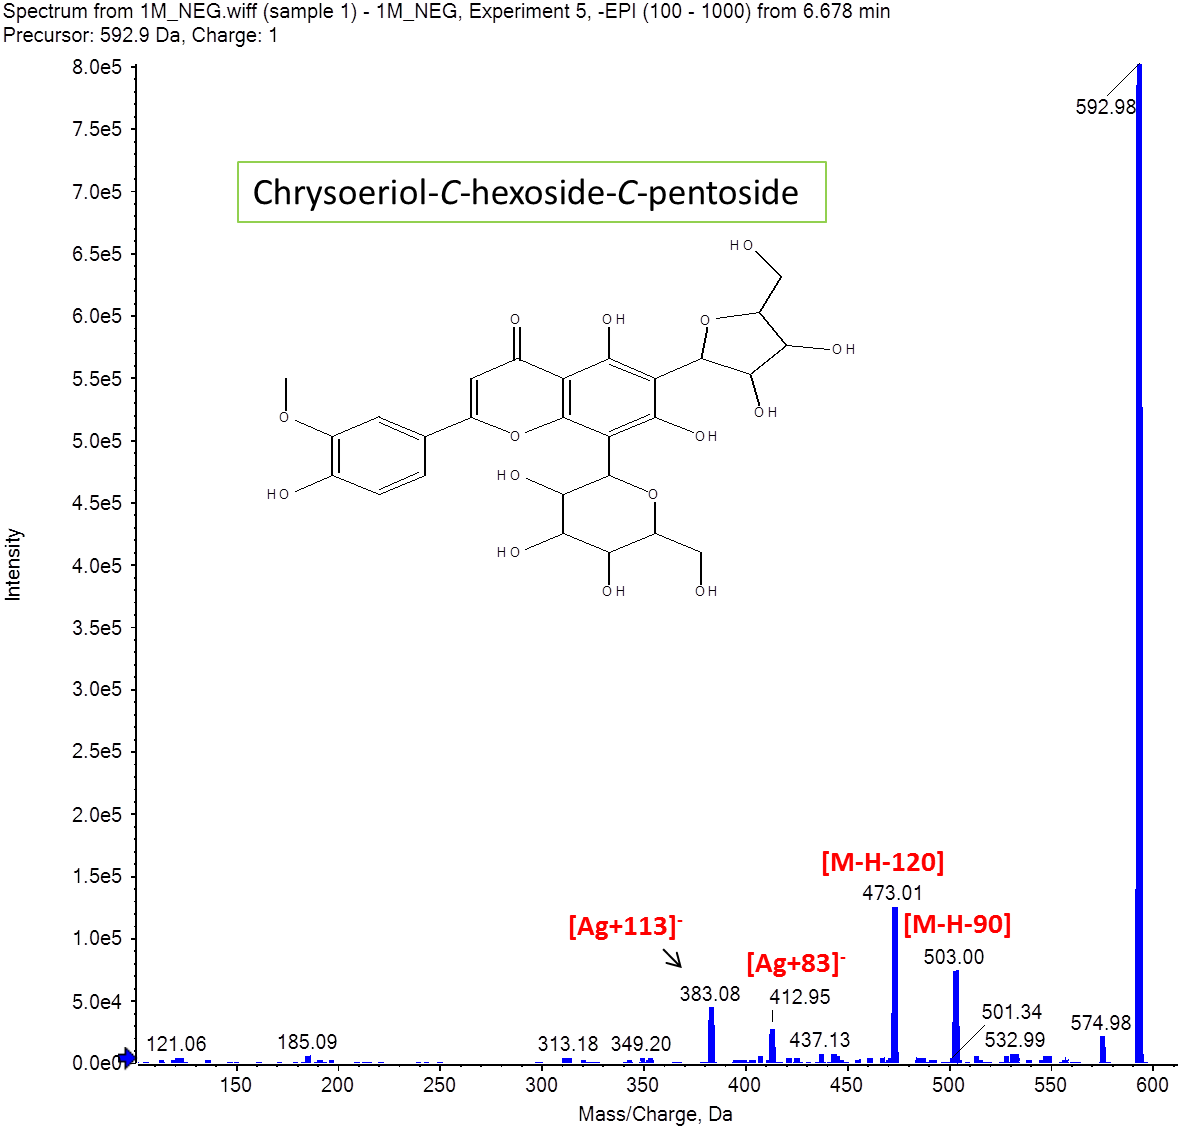 Spectrum from 1M_NEG.wiff (sample 1) - 1M_NEG, Experiment 5, -EPI (100 - 1000) from 6.678 min
Precursor: 592.9 Da, Charge: 1
8.0e5
592.98
7.5e5
Chrysoeriol-C-hexoside-C-pentoside
7.0e5
6.5e5
HO
6.0e5
O
OH
O
OH
5.5e5
O
OH
5.0e5
O
OH
HO
O
HO
4.5e5
HO
4.0e5
OH
OH
Intensity
3.5e5
3.0e5
2.5e5
2.0e5
1.5e5
[M-H-120]
473.01
1.0e5
[Ag+113]-
[M-H-90]
[Ag+83]-
503.00
5.0e4
383.08
412.95
501.34
574.98
121.06
185.09
313.18
349.20
437.13
532.99
0.0e0
150
200
250
300
350
400
450
500
550
600
Mass/Charge, Da